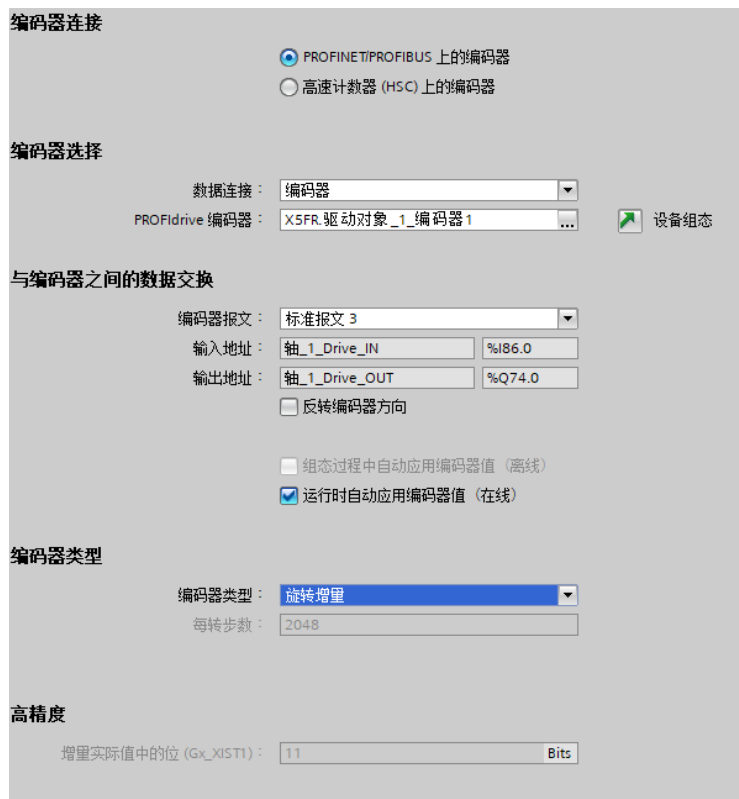 编码器连接
PROFINET/PROFIBUS 上的编码器
高速计数器 (HSC) 上的编码器
编码器选择
数据连接： 编码器
PROFIdrive 编码器： X5FR.驱动对象_1_编码器1 ... 设备组态
与编码器之间的数据交换
编码器报文： 标准报文 3
输入地址： 轴_1_Drive_IN %I86.0
输出地址： 轴_1_Drive_OUT %Q74.0
反转编码器方向
组态过程中自动应用编码器值（离线）
运行时自动应用编码器值（在线）
编码器类型
编码器类型： 旋转增量
每转步数： 2048
高精度
增量实际值中的位 (Gx_XIST1)： 11 Bits